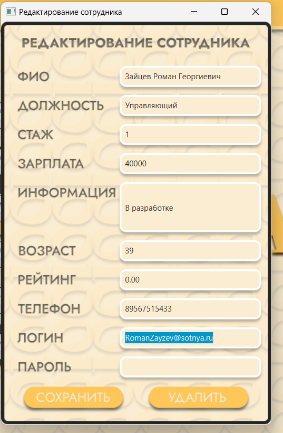 Редактирование сотрудника
РЕДАКТИРОВАНИЕ СОТРУДНИКА
ФИО Зайцев Роман Георгиевич
ДОЛЖНОСТЬ Управляющий
СТАЖ 1
ЗАРПЛАТА 40000
ИНФОРМАЦИЯ В разработке
ВОЗРАСТ 39
РЕЙТИНГ 0.00
ТЕЛЕФОН 89567515433
ЛОГИН RomanZayzev@sotnya.ru
ПАРОЛЬ
СОХРАНИТЬ УДАЛИТЬ